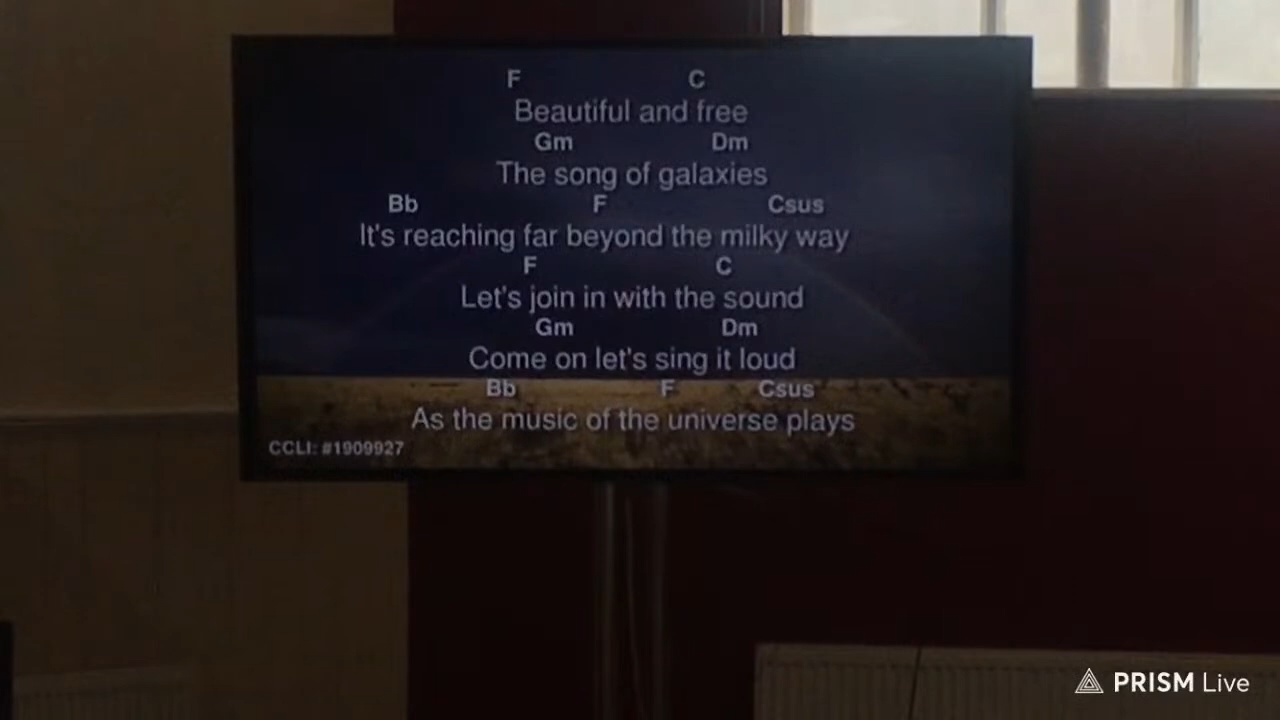 F C
Beautiful and free
Gm Dm
The song of galaxies
Bb F Csus
It's reaching far beyond the milky way
F C
Let's join in with the sound
Gm Dm
Come on let's sing it loud
Bb F Csus
As the music of the universe plays
CCLI: #1909927
PRISM Live